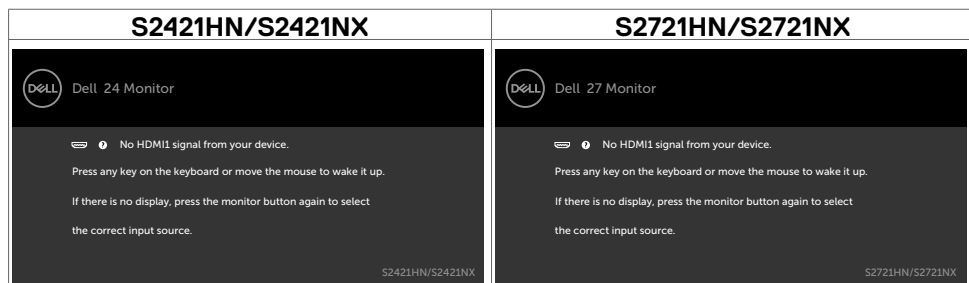 S2421HN/S2421NX
DELL
Dell 24 Monitor
No HDMI1 signal from your device.
Press any key on the keyboard or move the mouse to wake it up.
If there is no display, press the monitor button again to select
the correct input source.
S2421HN/S2421NX
S2721HN/S2721NX
DELL
Dell 27 Monitor
No HDMI1 signal from your device.
Press any key on the keyboard or move the mouse to wake it up.
If there is no display, press the monitor button again to select
the correct input source.
S2721HN/S2721NX